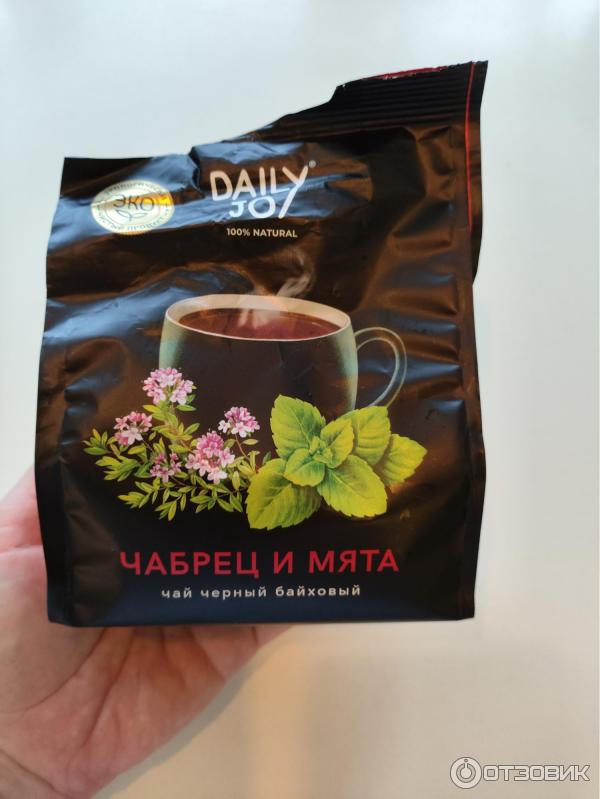 ЭКО
DAILY
JOY®
100% NATURAL
ЧАБРЕЦ И МЯТА
чай черный байховый
ОТЗОВИК